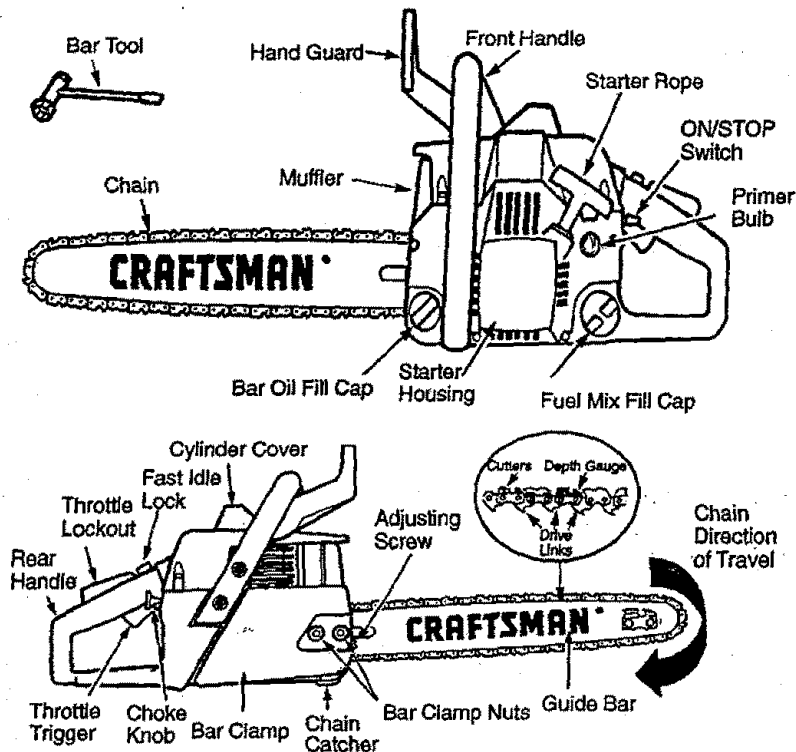 Bar Tool
Hand Guard
Front Handle
Starter Rope
ON/STOP
Switch
Chain
Muffler
Primer
Bulb
CRAFTSMAN
Bar Oil Fill Cap
Starter
Housing
Fuel Mix Fill Cap
Cylinder Cover
Fast Idle
Lock
Throttle
Lockout
Rear
Handle
Adjusting
Screw
Cutters
Depth Gauge
Drive
Links
Chain
Direction
of Travel
CRAFTSMAN
Throttle
Trigger
Choke
Knob
Bar Clamp
Chain
Catcher
Bar Clamp Nuts
Guide Bar